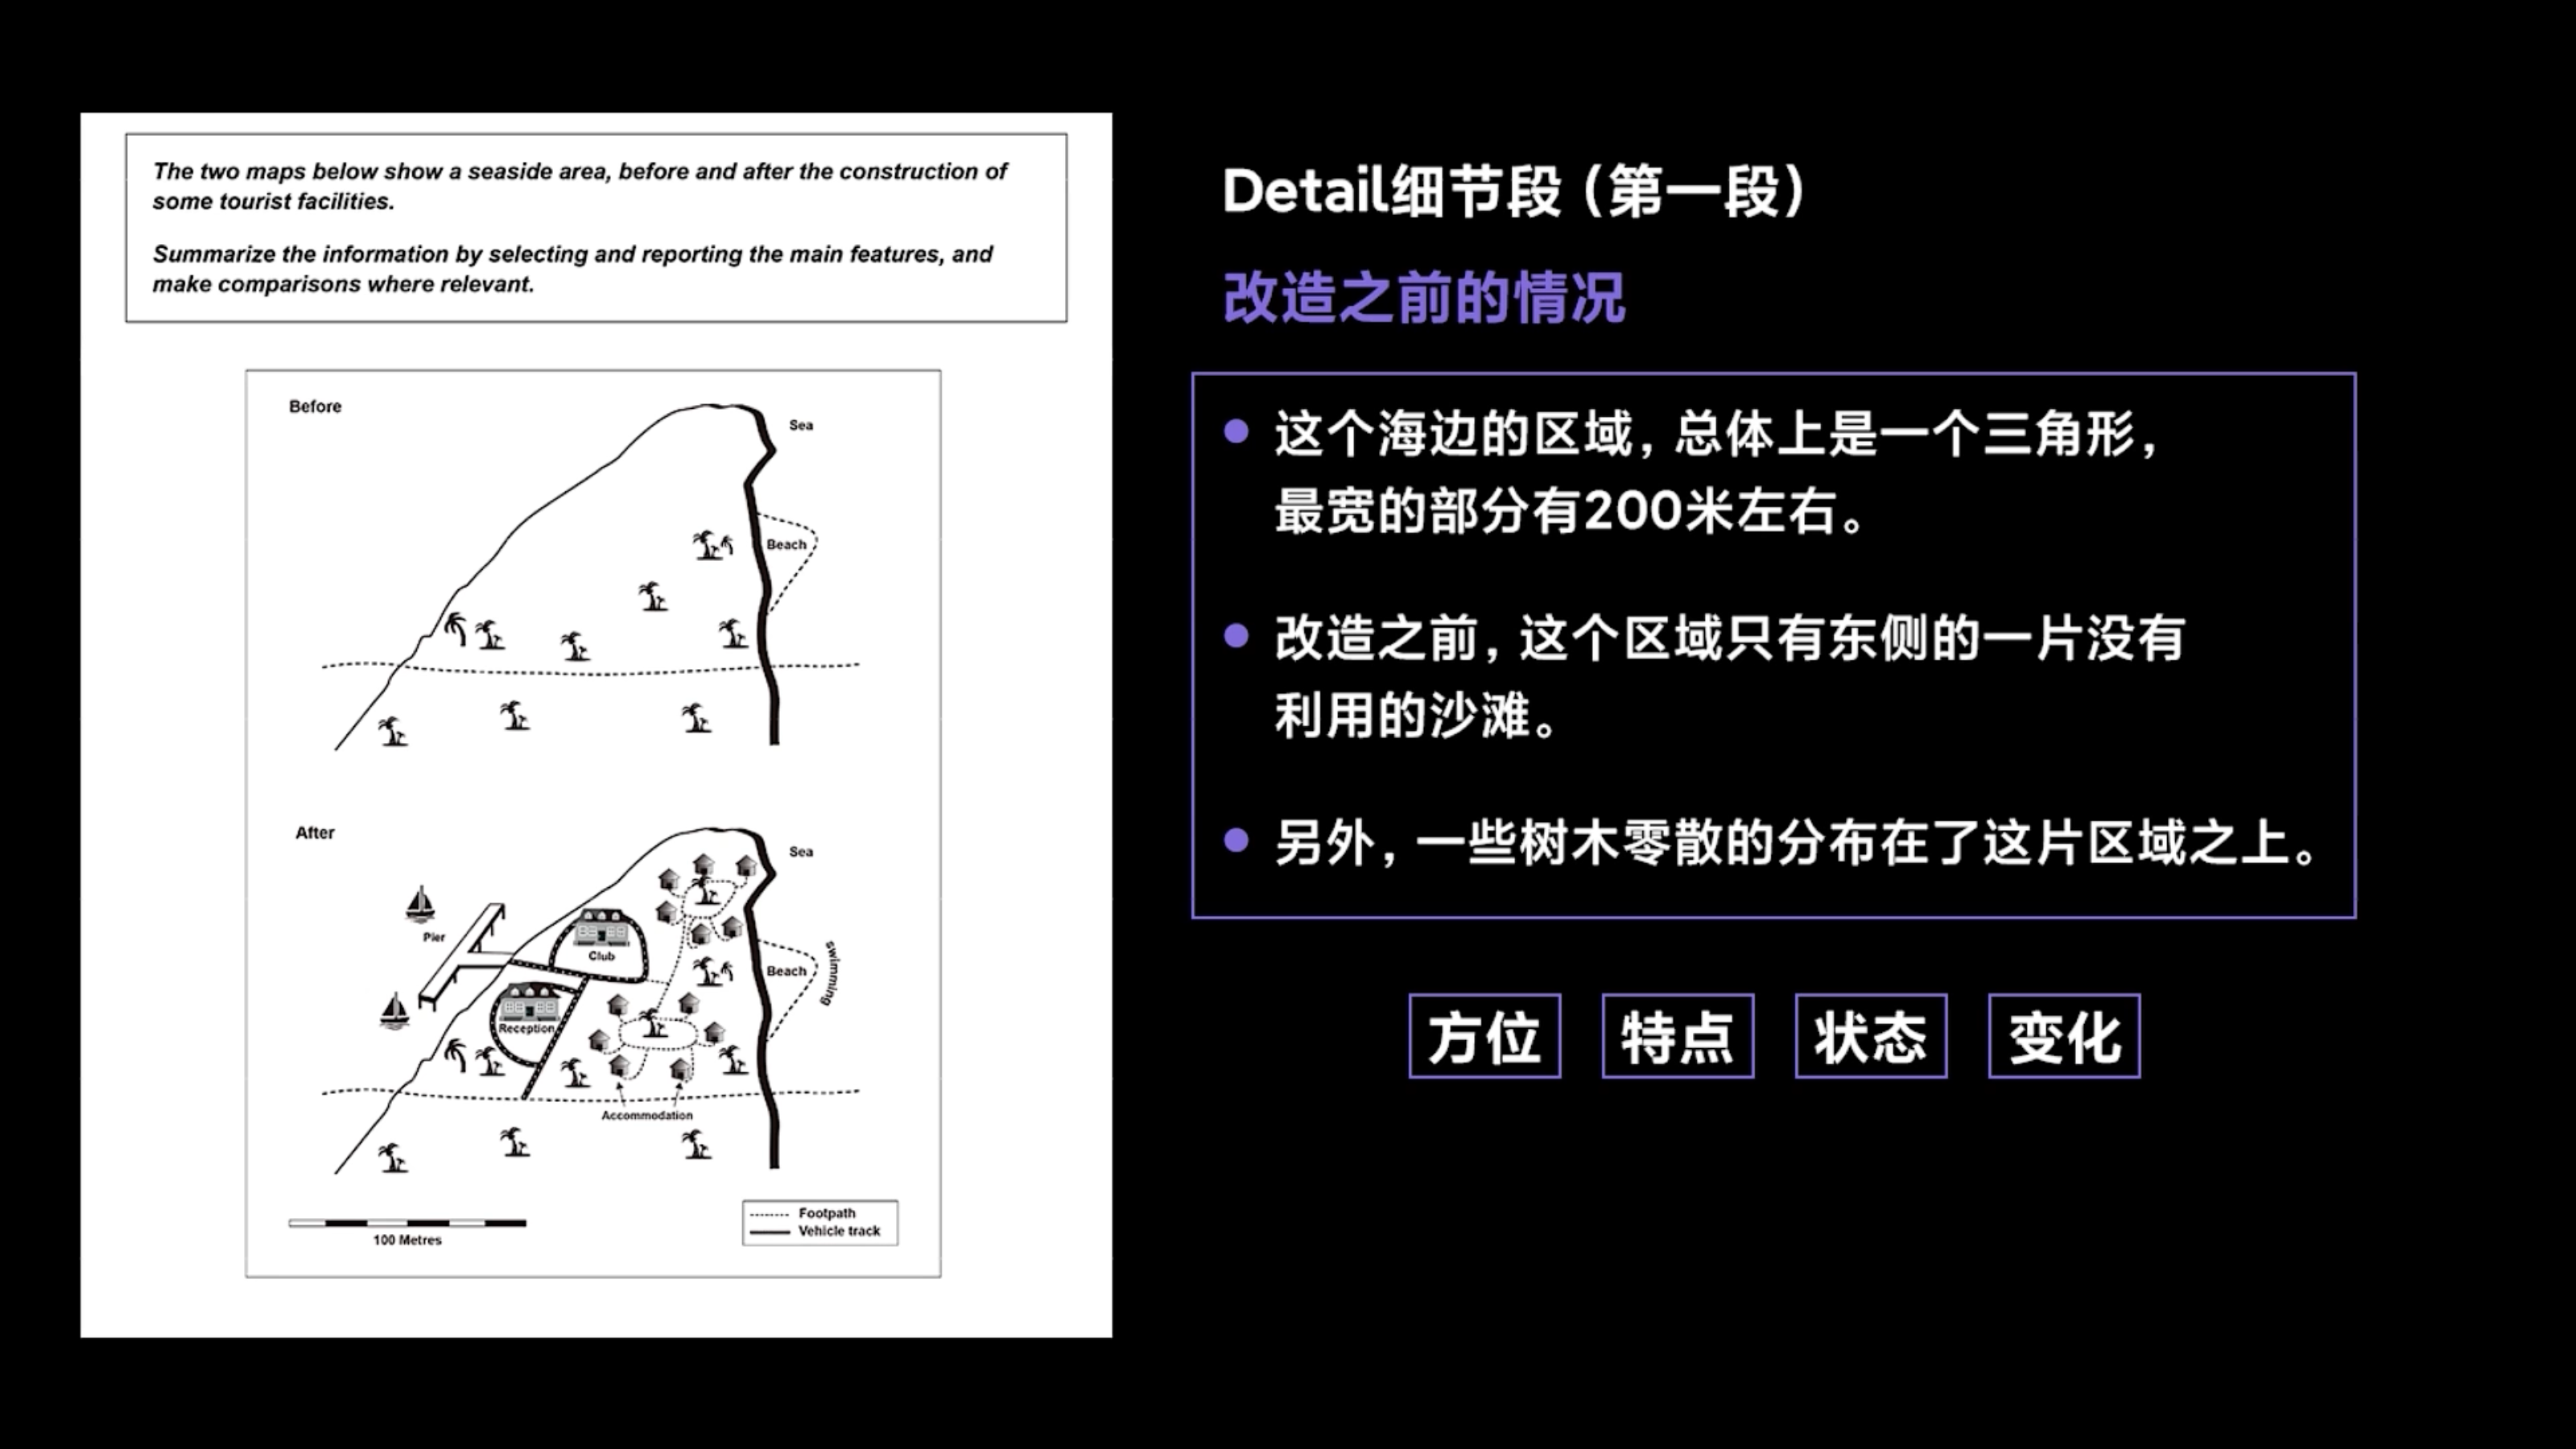 The two maps below show a seaside area, before and after the construction of
some tourist facilities.
Summarize the information by selecting and reporting the main features, and
make comparisons where relevant.
Before
Sea
Beach
After
Sea
Pier
Club
Beach
swimming
Reception
Accommodation
Footpath
Vehicle track
100 Metres
Detail细节段（第一段）
改造之前的情况
这个海边的区域，总体上是一个三角形，
最宽的部分有200米左右。
改造之前，这个区域只有东侧的一片没有
利用的沙滩。
另外，一些树木零散的分布在了这片区域之上。
方位
特点
状态
变化